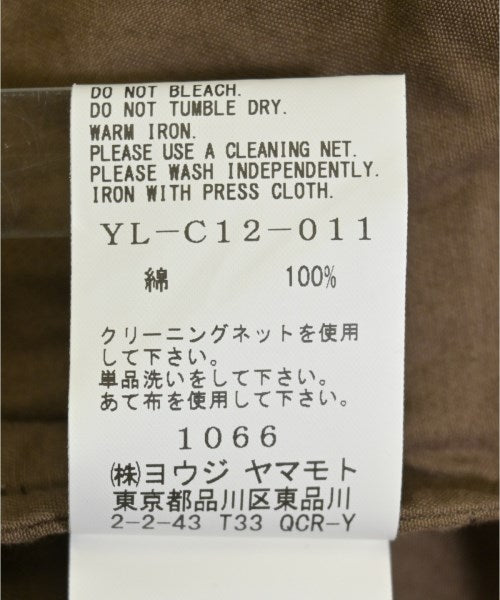 DO NOT BLEACH.
DO NOT TUMBLE DRY.
WARM IRON.
PLEASE USE A CLEANING NET.
PLEASE WASH INDEPENDENTLY.
IRON WITH PRESS CLOTH.
YL-C12-011
綿 100%
クリーニングネットを使用
して下さい。
単品洗いをして下さい。
あて布を使用して下さい。
1066
㈱ヨウジ ヤマモト
東京都品川区東品川
2-2-43 T33 QCR-Y